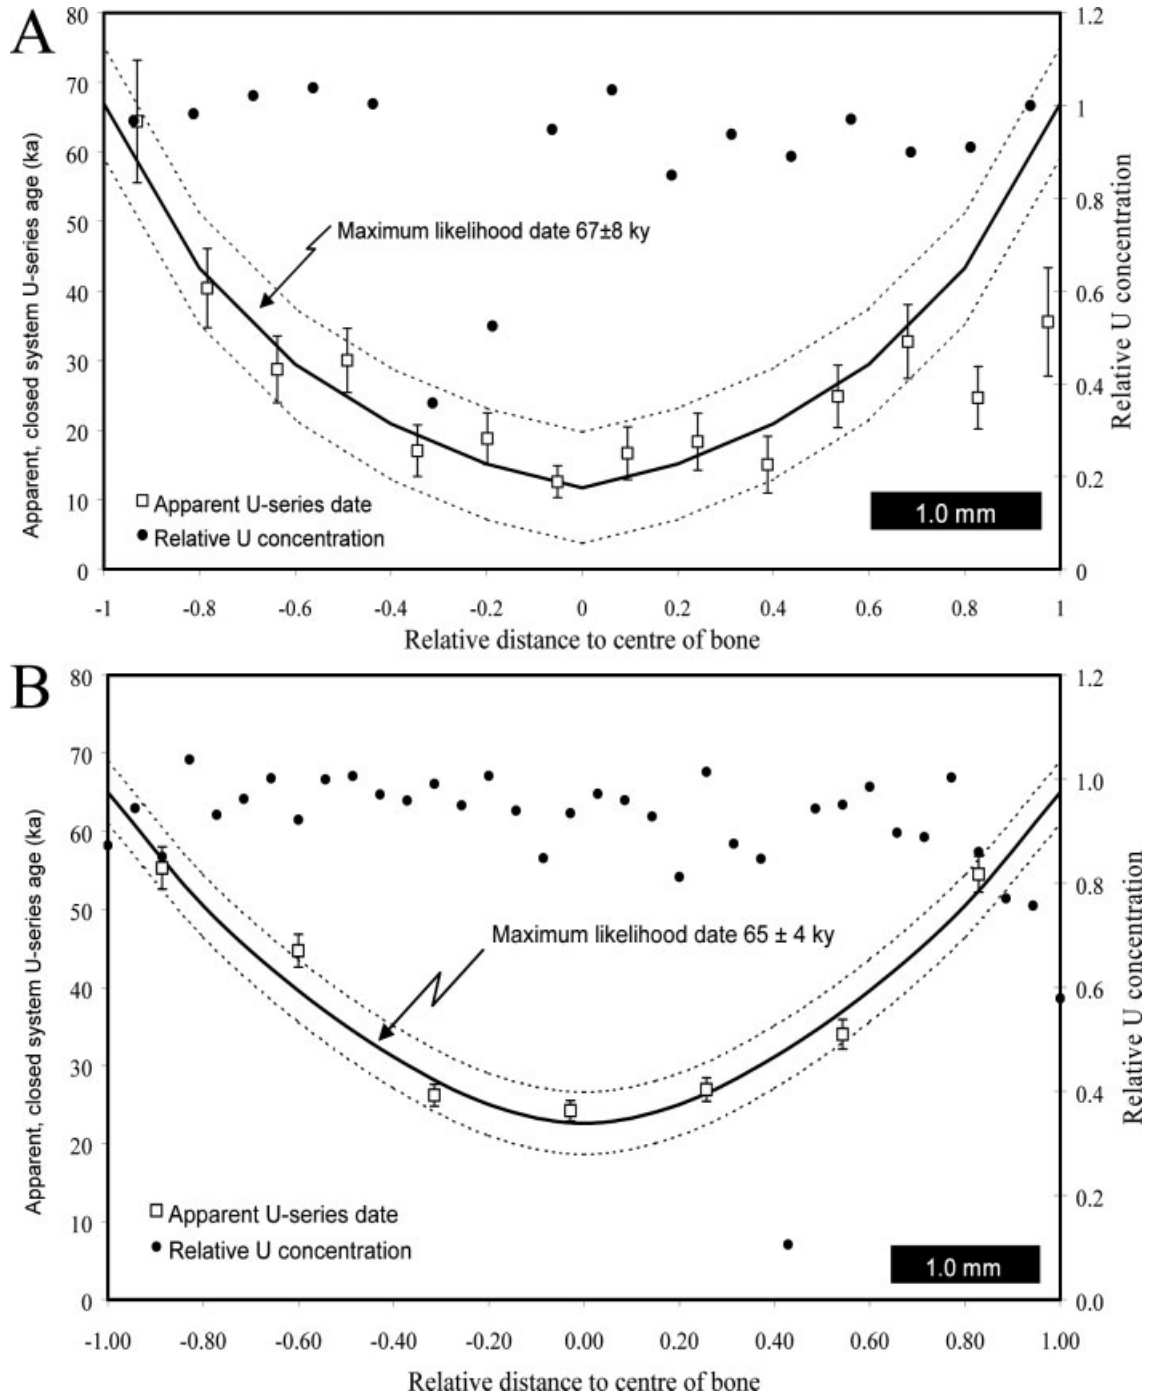 A
80
70
60
50
40
30
20
10
0
Apparent, closed system U-series age (ka)
1.2
1
0.8
0.6
0.4
0.2
0
Relative U concentration
Maximum likelihood date 67±8 ky
Apparent U-series date
Relative U concentration
1.0 mm
-1 -0.8 -0.6 -0.4 -0.2 0 0.2 0.4 0.6 0.8 1
Relative distance to centre of bone
B
80
70
60
50
40
30
20
10
0
Apparent, closed system U-series age (ka)
1.2
1.0
0.8
0.6
0.4
0.2
0.0
Relative U concentration
Maximum likelihood date 65 ± 4 ky
Apparent U-series date
Relative U concentration
1.0 mm
-1.00 -0.80 -0.60 -0.40 -0.20 0.00 0.20 0.40 0.60 0.80 1.00
Relative distance to centre of bone